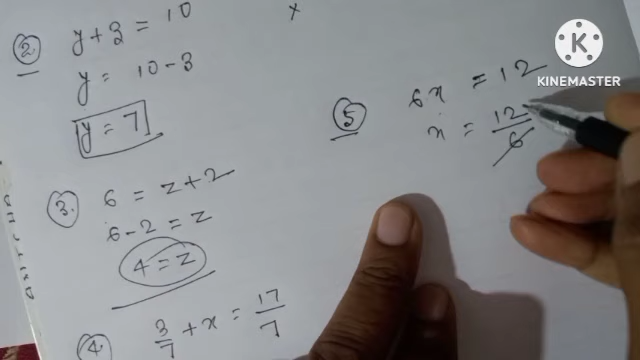 ② y + 3 = 10
y = 10 - 3
y = 7
③. 6 = z + 2
6 - 2 = z
4 = z
④. 3/7 + x = 17/7
⑤ 6x = 12
x = 12/6
K
KINEMASTER